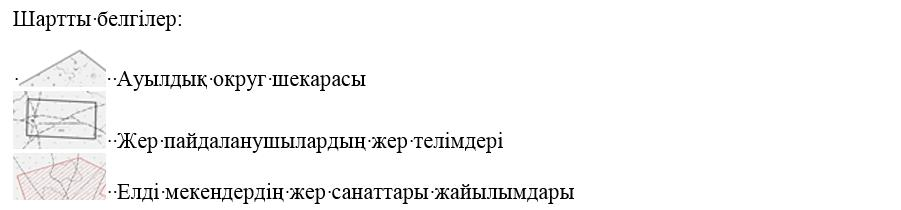 Шартты белгілер:
Ауылдық округ шекарасы
Жер пайдаланушылардың жер телімдері
Елді мекендердің жер санаттары жайылымдары